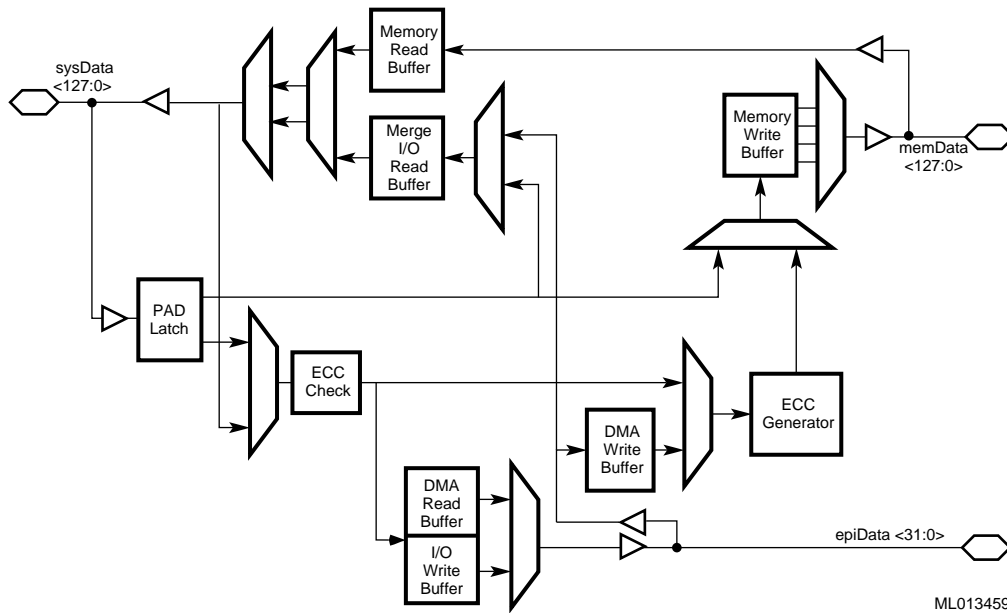 Memory
Read
Buffer
sysData
<127:0>
Memory
Write
Buffer
Merge
I/O
Read
Buffer
memData
<127:0>
PAD
Latch
ECC
Check
ECC
Generator
DMA
Write
Buffer
DMA
Read
Buffer
I/O
Write
Buffer
epiData <31:0>
ML013459